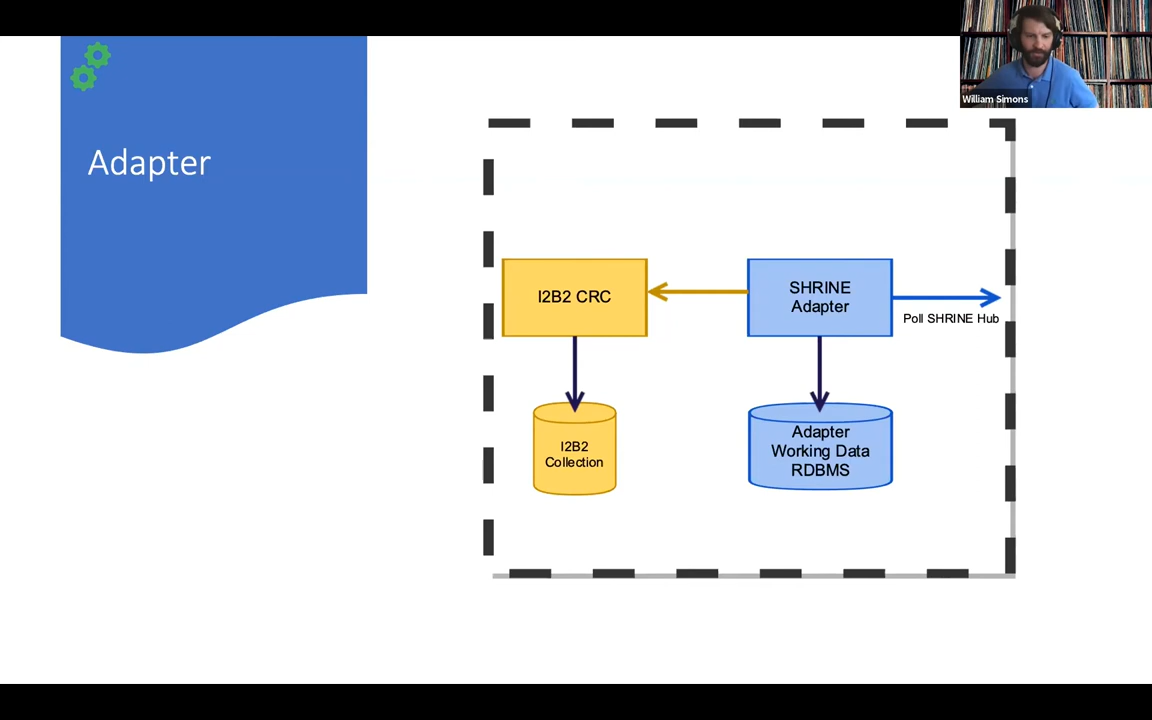 William Simons
Adapter
I2B2 CRC
SHRINE
Adapter
Poll SHRINE Hub
I2B2
Collection
Adapter
Working Data
RDBMS